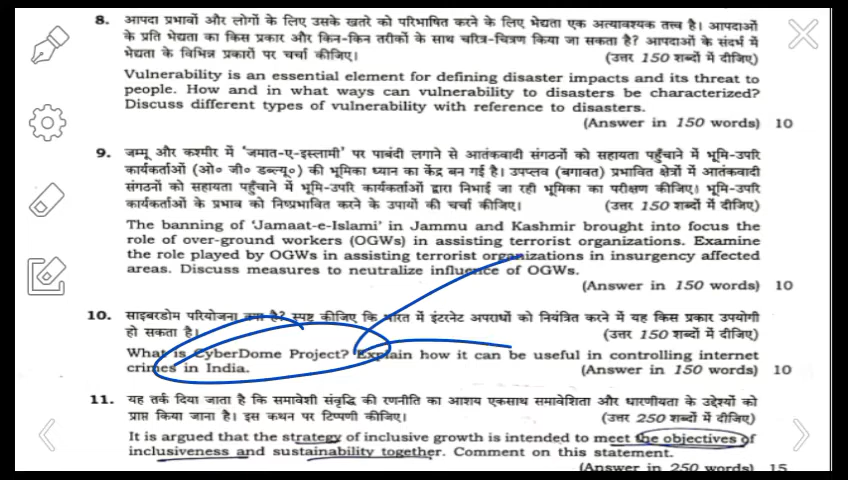 8. आपदा प्रभावों और लोगों के लिए उसके खतरे को परिभाषित करने के लिए भेद्यता एक अत्यावश्यक तत्त्व है। आपदाओं
के प्रति भेद्यता का किस प्रकार और किन-किन तरीकों के साथ चरित्र-चित्रण किया जा सकता है? आपदाओं के संदर्भ में
भेद्यता के विभिन्न प्रकारों पर चर्चा कीजिए। (उत्तर 150 शब्दों में दीजिए)
Vulnerability is an essential element for defining disaster impacts and its threat to
people. How and in what ways can vulnerability to disasters be characterized?
Discuss different types of vulnerability with reference to disasters.
(Answer in 150 words) 10
9. जम्मू और कश्मीर में 'जमात-ए-इस्लामी' पर पाबंदी लगाने से आतंकवादी संगठनों को सहायता पहुँचाने में भूमि-उपरि
कार्यकर्ताओं (ओ० जी० डब्ल्यू०) की भूमिका ध्यान का केंद्र बन गई है। उपप्लव (बगावत) प्रभावित क्षेत्रों में आतंकवादी
संगठनों को सहायता पहुँचाने में भूमि-उपरि कार्यकर्ताओं द्वारा निभाई जा रही भूमिका का परीक्षण कीजिए। भूमि-उपरि
कार्यकर्ताओं के प्रभाव को निष्प्रभावित करने के उपायों की चर्चा कीजिए। (उत्तर 150 शब्दों में दीजिए)
The banning of 'Jamaat-e-Islami' in Jammu and Kashmir brought into focus the
role of over-ground workers (OGWs) in assisting terrorist organizations. Examine
the role played by OGWs in assisting terrorist organizations in insurgency affected
areas. Discuss measures to neutralize influence of OGWs.
(Answer in 150 words) 10
10. साइबरडोम परियोजना क्या है? स्पष्ट कीजिए कि भारत में इंटरनेट अपराधों को नियंत्रित करने में यह किस प्रकार उपयोगी
हो सकता है। (उत्तर 150 शब्दों में दीजिए)
What is CyberDome Project? Explain how it can be useful in controlling internet
crimes in India. (Answer in 150 words) 10
11. यह तर्क दिया जाता है कि समावेशी संवृद्धि की रणनीति का आशय एकसाथ समावेशिता और धारणीयता के उद्देश्यों को
प्राप्त किया जाना है। इस कथन पर टिप्पणी कीजिए। (उत्तर 250 शब्दों में दीजिए)
It is argued that the strategy of inclusive growth is intended to meet the objectives of
inclusiveness and sustainability together. Comment on this statement.
(Answer in 250 words) 15